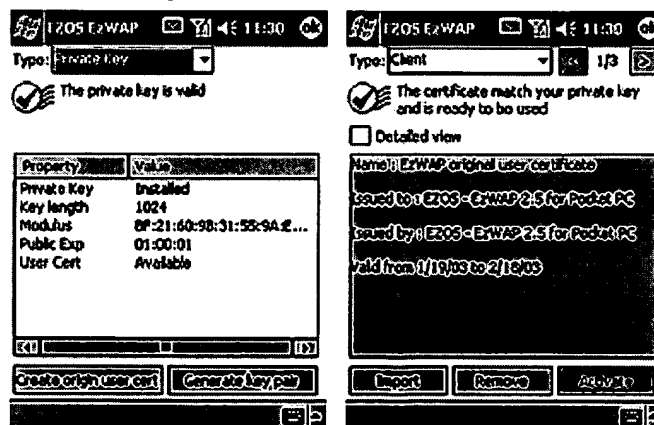 EZOS EzWAP 11:30 ok
Type: Private Key
The private key is valid
Property Value
Private Key Installed
Key length 1024
Modulus 8F:21:60:98:31:55:9A:E...
Public Exp 01:00:01
User Cert Available
Create origin user cert Generate key pair
EZOS EzWAP 11:30 ok
Type: Client 1/3
The certificate match your private key
and is ready to be used
Detailed view
Name : EzWAP original user certificate
Issued to : EZOS - EzWAP 2.5 for Pocket PC
Issued by : EZOS - EzWAP 2.5 for Pocket PC
Valid from 1/19/03 to 2/18/03
Import Remove Activate